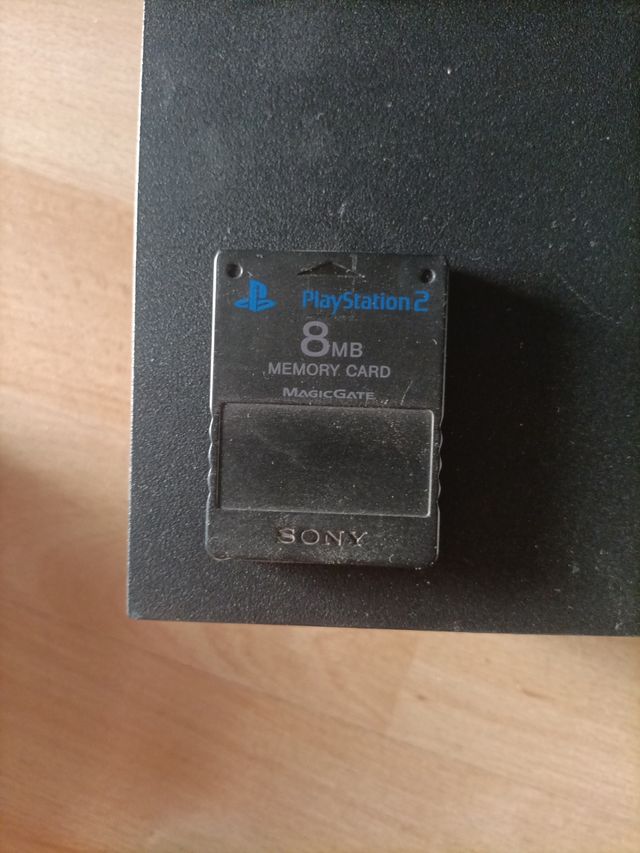 PlayStation 2
8MB
MEMORY CARD
MAGICGATE
SONY